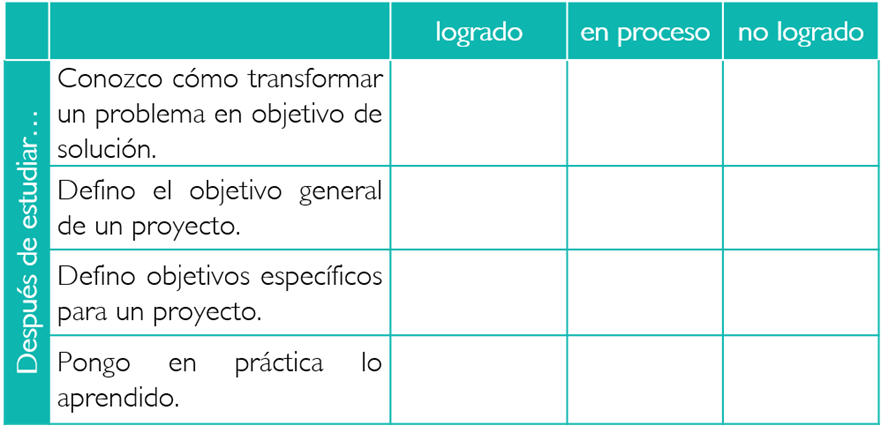 logrado en proceso no logrado
Después de estudiar...
Conozco cómo transformar
un problema en objetivo de
solución.
Defino el objetivo general
de un proyecto.
Defino objetivos específicos
para un proyecto.
Pongo en práctica lo
aprendido.